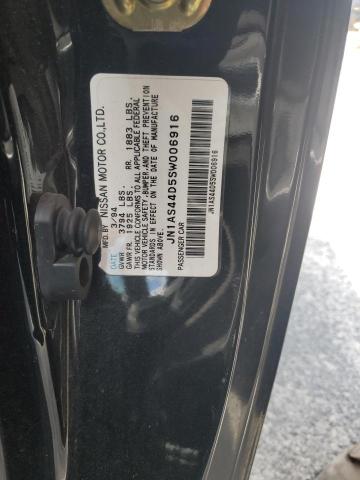 MFD. BY NISSAN MOTOR CO.,LTD.
DATE 3/94
GVWR 3794 LBS.
GAWR FR. 1925 LBS. RR. 1883 LBS.
THIS VEHICLE CONFORMS TO ALL APPLICABLE FEDERAL
MOTOR VEHICLE SAFETY, BUMPER, AND THEFT PREVENTION
STANDARDS IN EFFECT ON THE DATE OF MANUFACTURE
SHOWN ABOVE.
JN1AS44D5SW006916
PASSENGER CAR
JN1AS44D5SW006916